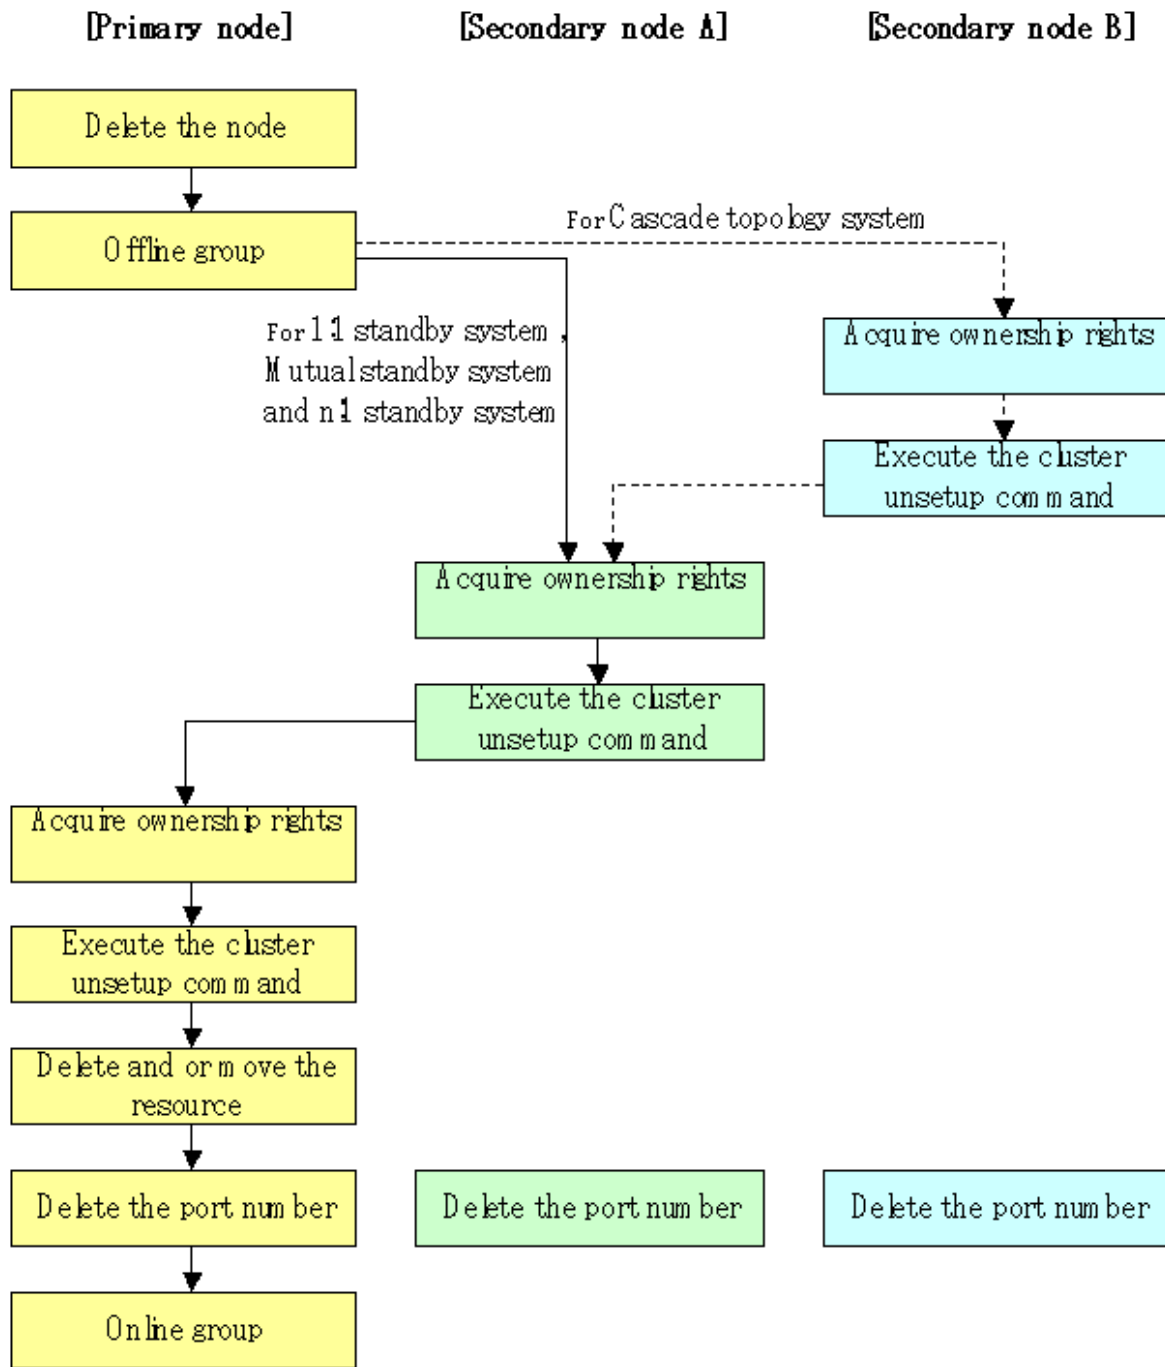 [Primary node]
[Secondary node A]
[Secondary node B]
Delete the node
Offline group
For Cascade topology system
For 1:1 standby system ,
Mutual standby system
and n:1 standby system
Acquire ownership rights
Execute the cluster
unsetup command
Acquire ownership rights
Execute the cluster
unsetup command
Acquire ownership rights
Execute the cluster
unsetup command
Delete and or move the
resource
Delete the port number
Delete the port number
Delete the port number
Online group